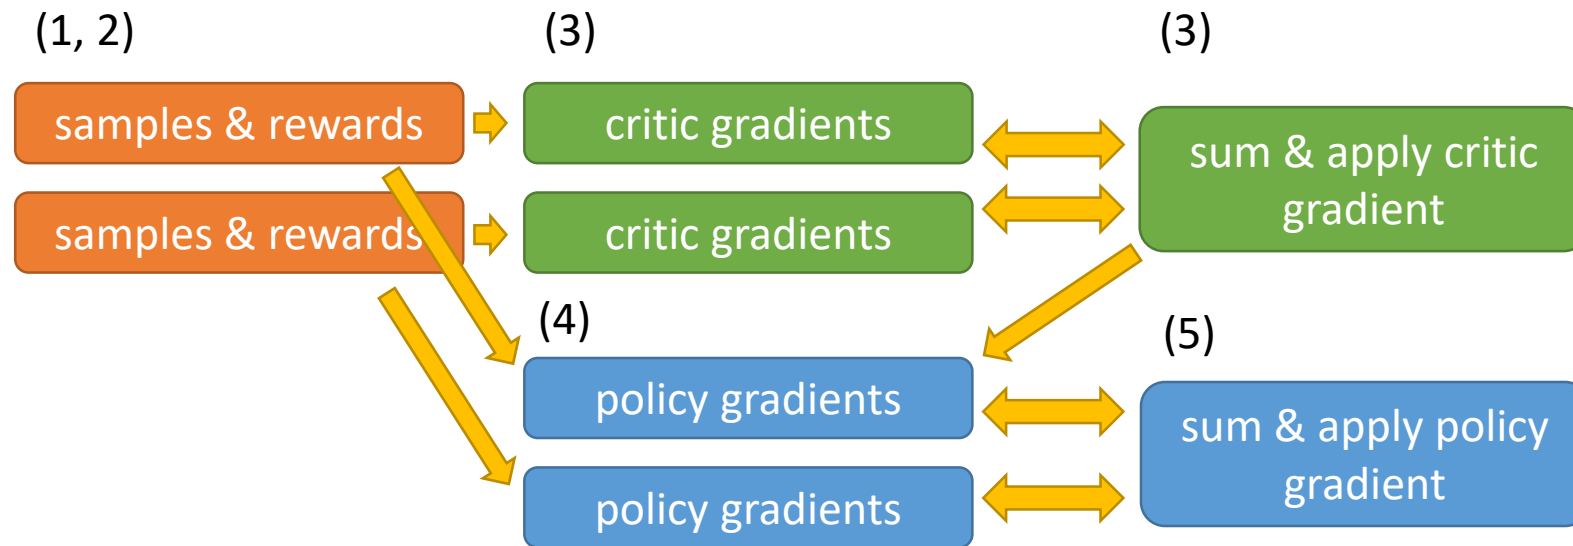 (1, 2)
(3)
(3)
samples & rewards
critic gradients
sum & apply critic
gradient
samples & rewards
critic gradients
(4)
(5)
policy gradients
sum & apply policy
gradient
policy gradients